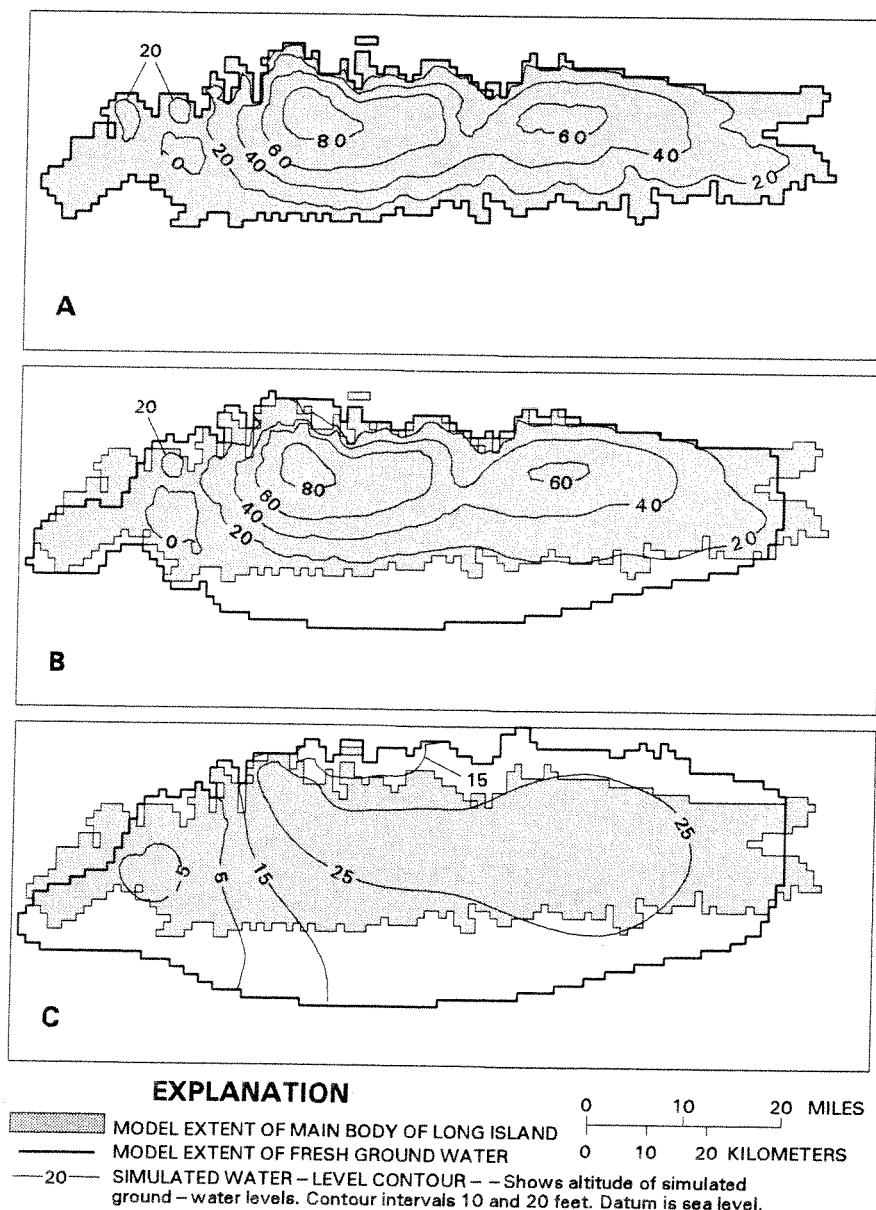 20
80
60
60
40
40
20
0
20
A
20
80
60
60
40
40
20
0
20
B
15
25
25
15
5
5
C
EXPLANATION
MODEL EXTENT OF MAIN BODY OF LONG ISLAND
MODEL EXTENT OF FRESH GROUND WATER
—20— SIMULATED WATER – LEVEL CONTOUR – – Shows altitude of simulated
ground – water levels. Contour intervals 10 and 20 feet. Datum is sea level.
0 10 20 MILES
0 10 20 KILOMETERS